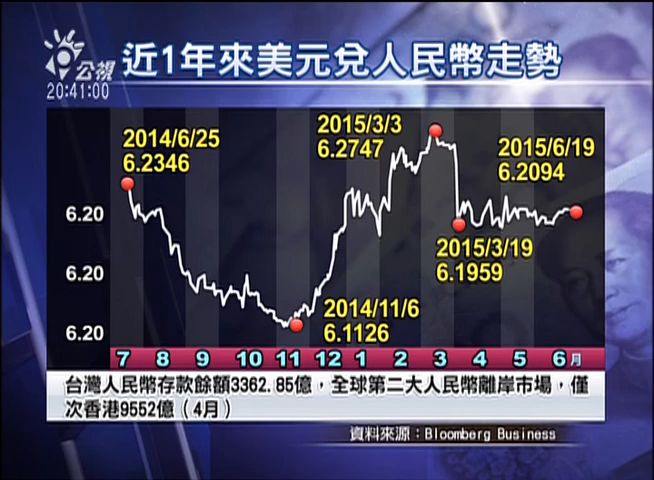 公視
近1年來美元兌人民幣走勢
20:41:00
2014/6/25
6.2346
2015/3/3
6.2747
2015/6/19
6.2094
6.20
6.20
6.20
2015/3/19
6.1959
2014/11/6
6.1126
7 8 9 10 11 12 1 2 3 4 5 6月
台灣人民幣存款餘額3362.85億，全球第二大人民幣離岸市場，僅
次香港9552億（4月）
資料來源：Bloomberg Business